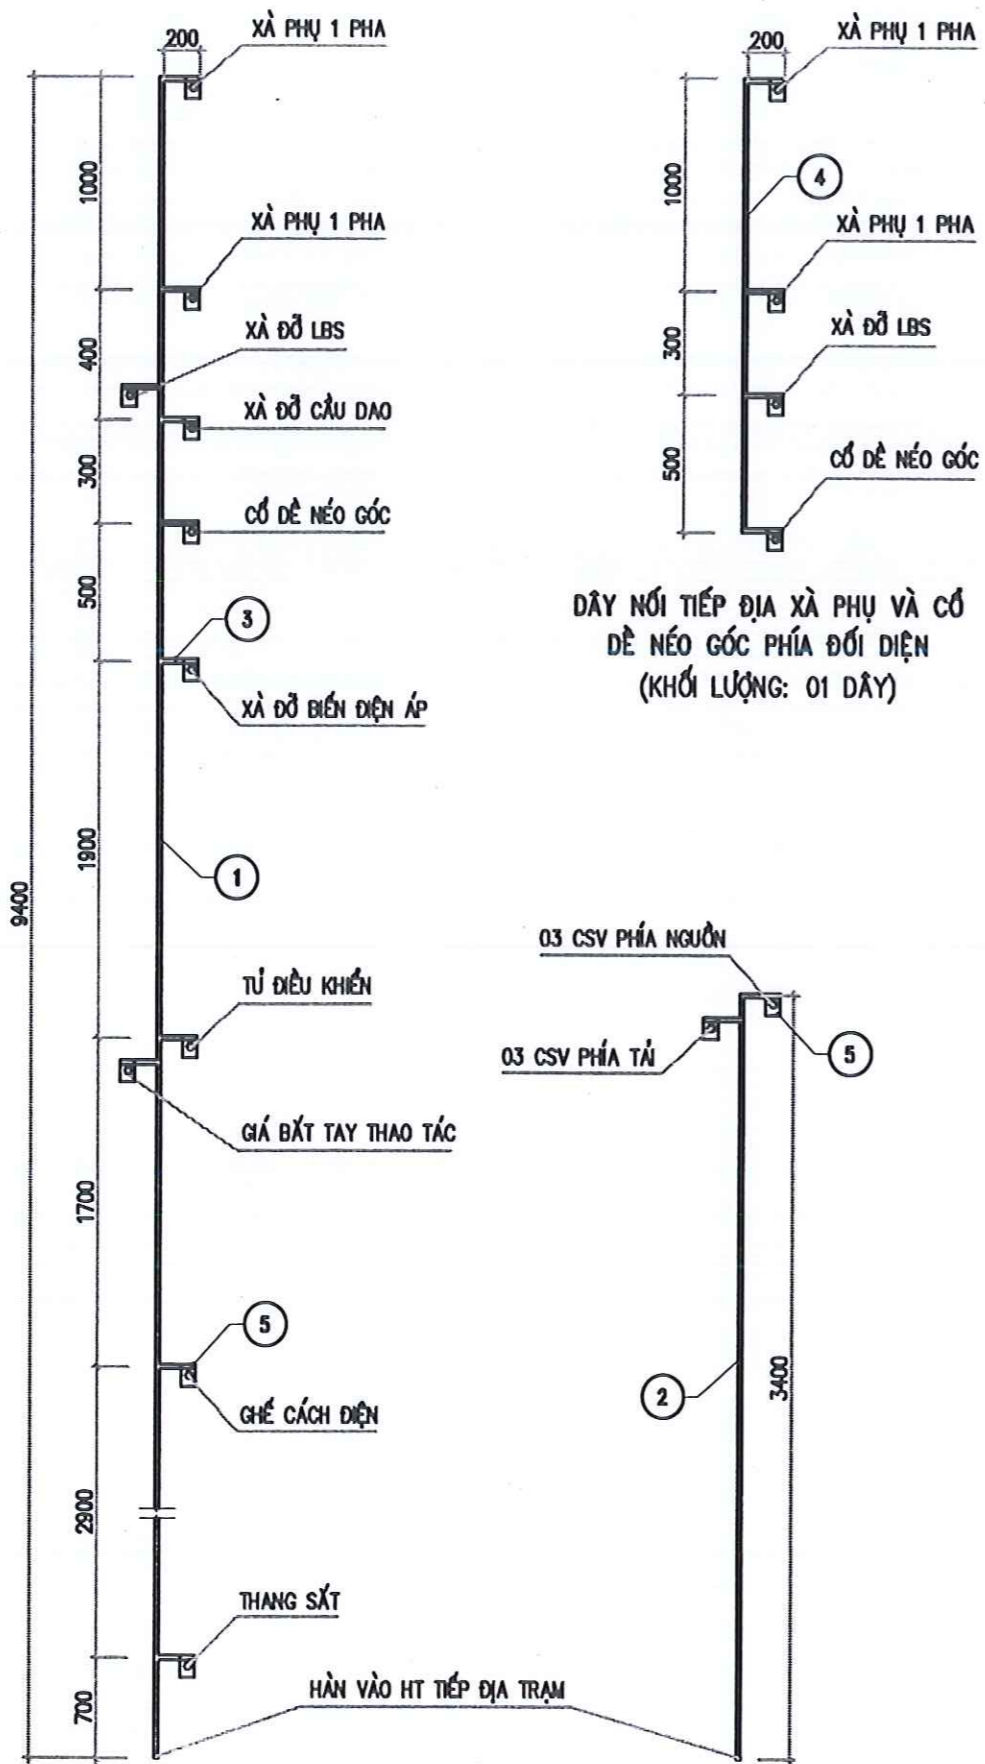 200
XÀ PHỤ 1 PHA
1000
XÀ PHỤ 1 PHA
400
XÀ ĐỠ LBS
XÀ ĐỠ CẦU DAO
300
CỔ DỀ NÉO GÓC
500
3
XÀ ĐỠ BIẾN ĐIỆN ÁP
1900
1
9400
TỦ ĐIỀU KHIỂN
GIÁ BẮT TAY THAO TÁC
1700
5
GHẾ CÁCH ĐIỆN
2900
THANG SẮT
700
HÀN VÀO HT TIẾP ĐỊA TRẠM
200
XÀ PHỤ 1 PHA
1000
4
XÀ PHỤ 1 PHA
300
XÀ ĐỠ LBS
500
CỔ DỀ NÉO GÓC
DÂY NỐI TIẾP ĐỊA XÀ PHỤ VÀ CỔ
DỀ NÉO GÓC PHÍA ĐỐI DIỆN
(KHỐI LƯỢNG: 01 DÂY)
03 CSV PHÍA NGUỒN
03 CSV PHÍA TẢI
5
2
3400